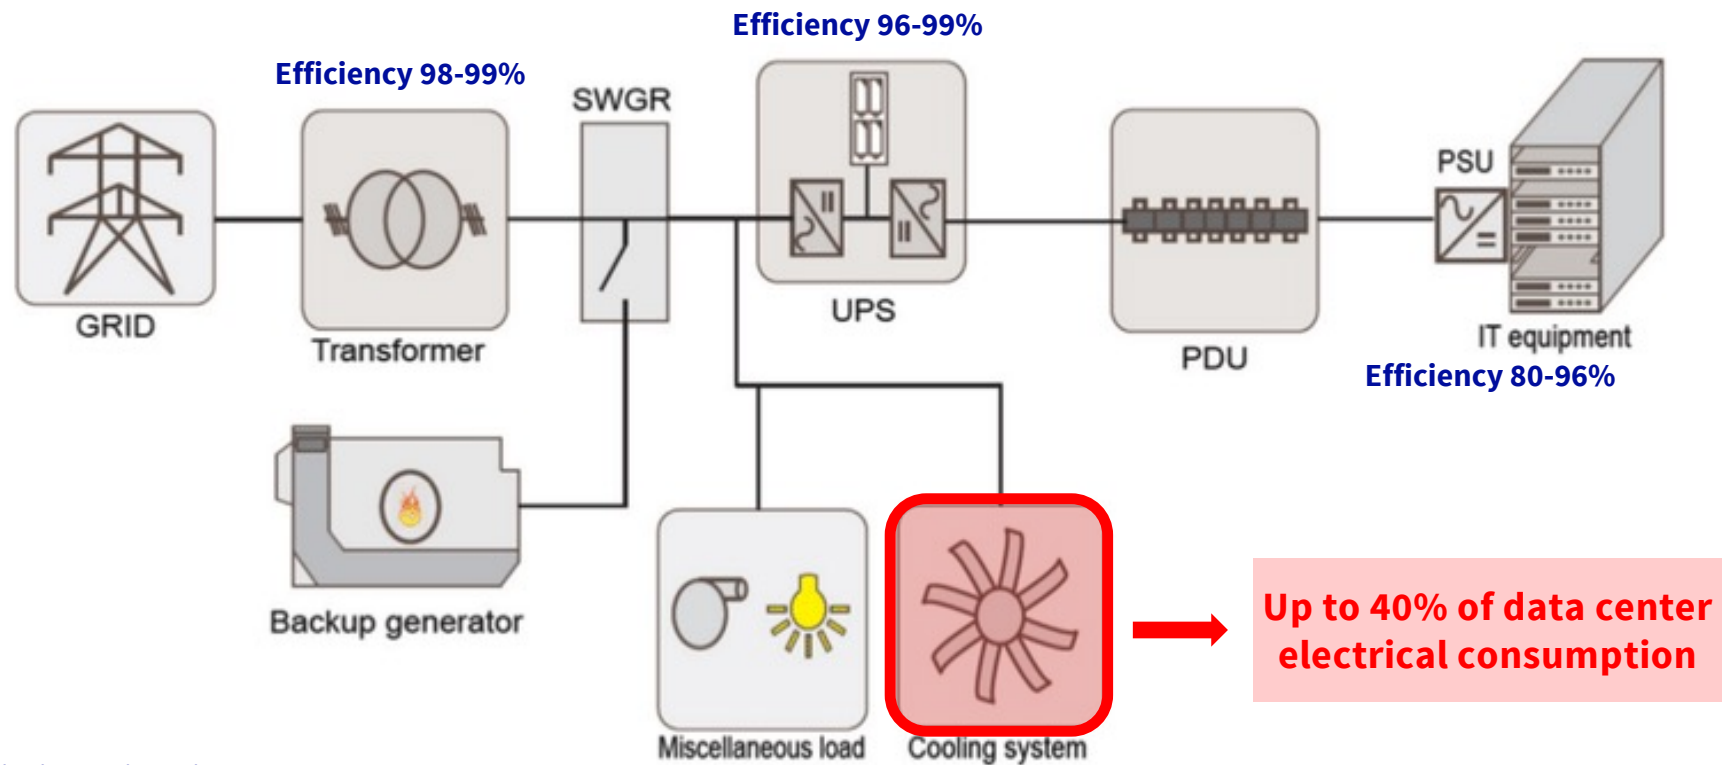 Efficiency 96-99%
Efficiency 98-99%
SWGR
PSU
GRID
Transformer
UPS
PDU
IT equipment
Efficiency 80-96%
Backup generator
Up to 40% of data center
electrical consumption
Miscellaneous load
Cooling system